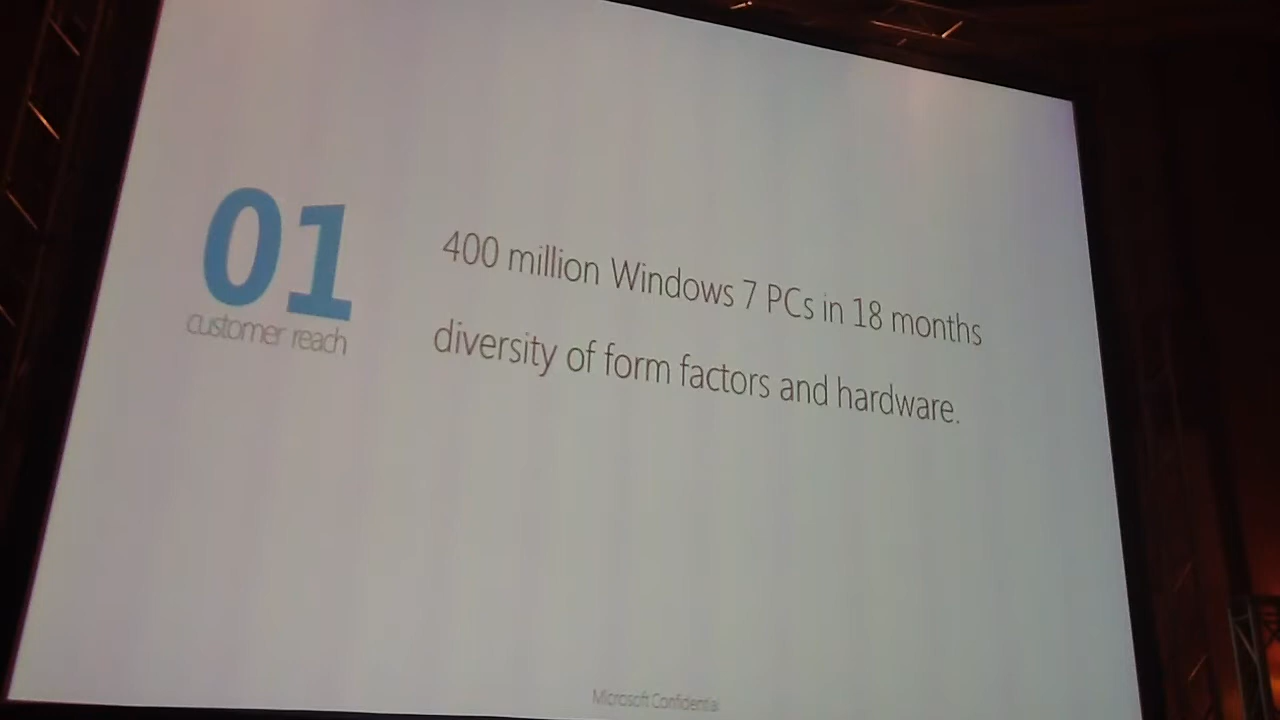 01
customer reach
400 million Windows 7 PCs in 18 months
diversity of form factors and hardware.
Microsoft Confidential